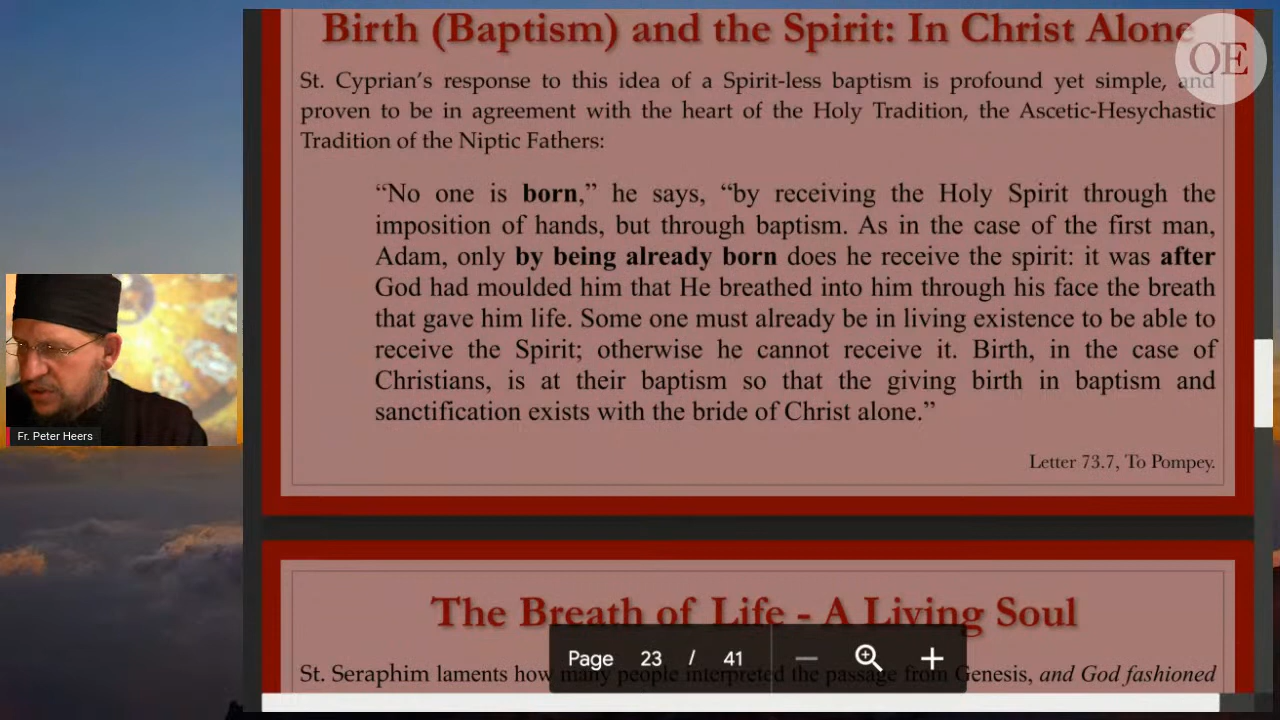 Birth (Baptism) and the Spirit: In Christ Alone
OE
St. Cyprian's response to this idea of a Spirit-less baptism is profound yet simple, and
proven to be in agreement with the heart of the Holy Tradition, the Ascetic-Hesychastic
Tradition of the Niptic Fathers:
“No one is born,” he says, “by receiving the Holy Spirit through the
imposition of hands, but through baptism. As in the case of the first man,
Adam, only by being already born does he receive the spirit: it was after
God had moulded him that He breathed into him through his face the breath
that gave him life. Some one must already be in living existence to be able to
receive the Spirit; otherwise he cannot receive it. Birth, in the case of
Christians, is at their baptism so that the giving birth in baptism and
sanctification exists with the bride of Christ alone.”
Letter 73.7, To Pompey.
Fr. Peter Heers
The Breath of Life - A Living Soul
Page 23 / 41
St. Seraphim laments how many people interpreted the passage from Genesis, and God fashioned